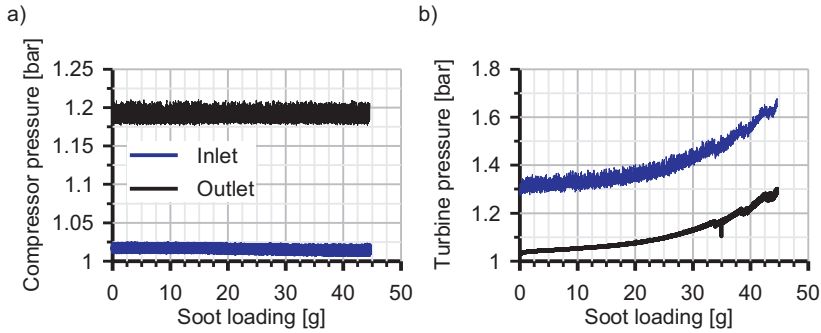 a)
Compressor pressure [bar]
1.25
1.2
1.15
1.1
1.05
1
Inlet
Outlet
0 10 20 30 40 50
Soot loading [g]
b)
Turbine pressure [bar]
1.8
1.6
1.4
1.2
1
0 10 20 30 40 50
Soot loading [g]